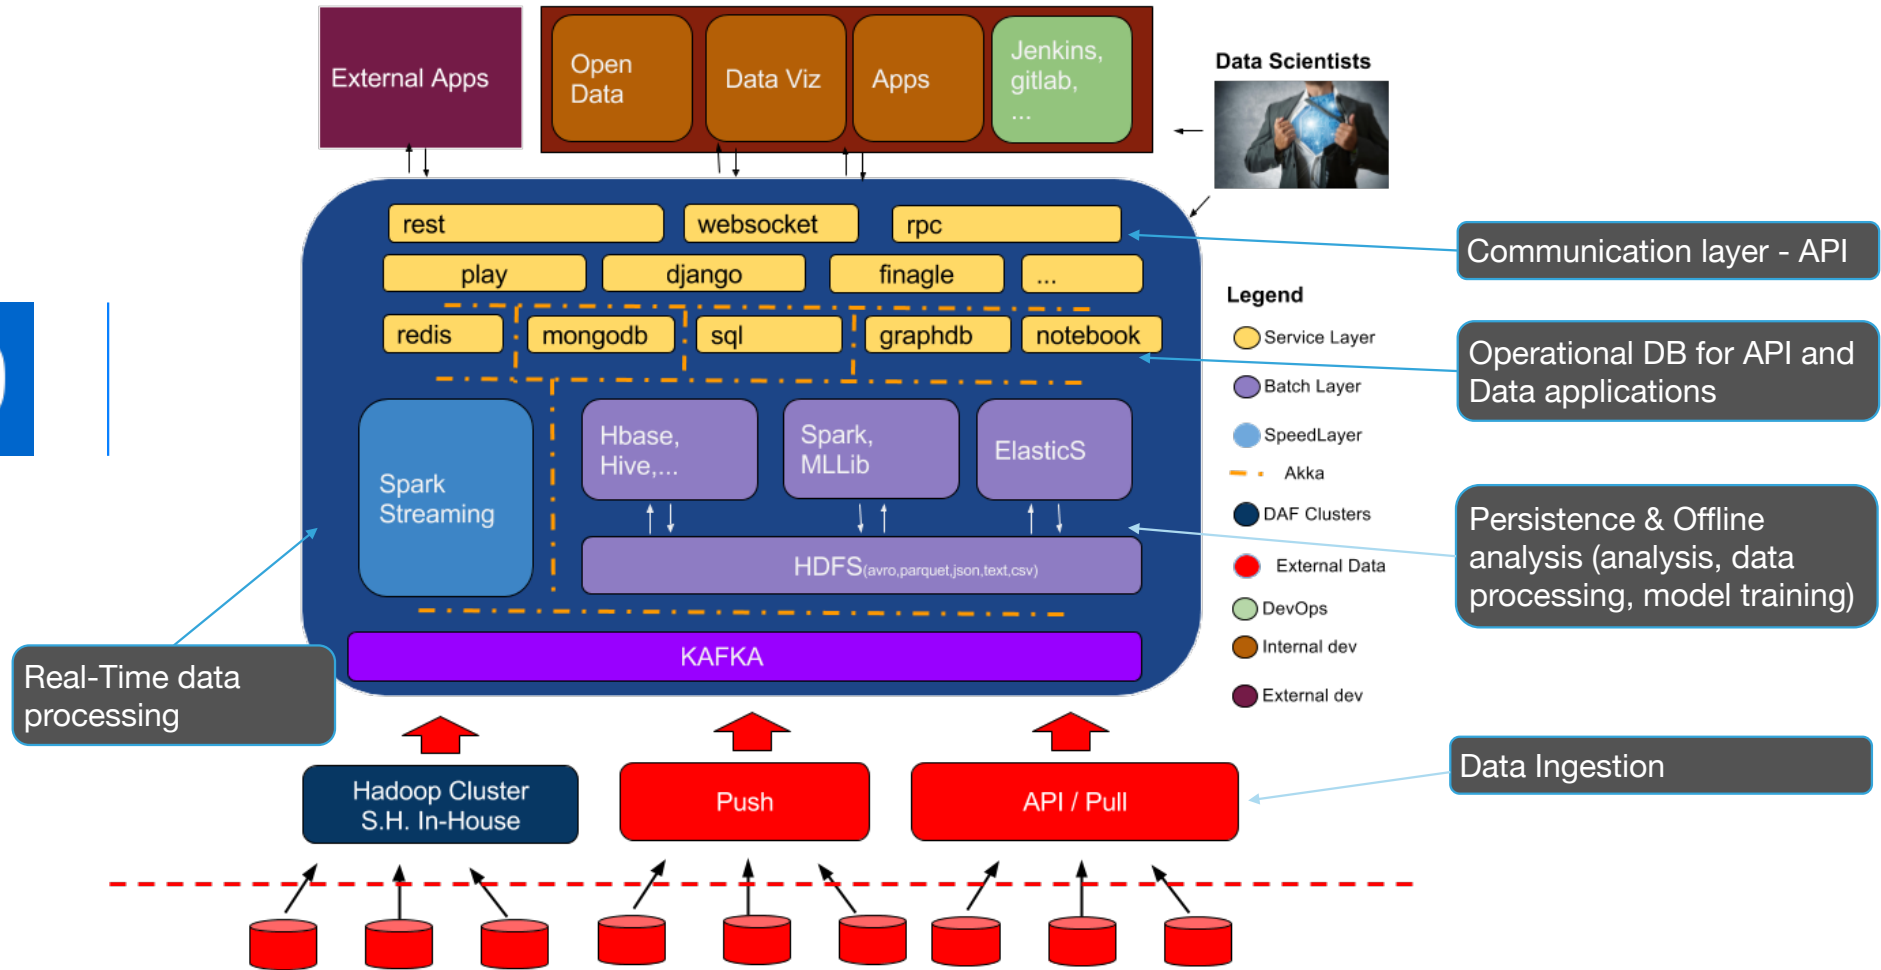 External Apps
Open
Data
Data Viz
Apps
Jenkins,
gitlab,
...
Data Scientists
rest
websocket
rpc
Communication layer - API
play
django
finagle
...
Legend
redis
mongodb
sql
graphdb
notebook
Service Layer
Operational DB for API and
Data applications
Batch Layer
SpeedLayer
Akka
DAF Clusters
External Data
DevOps
Internal dev
External dev
Spark
Streaming
Hbase,
Hive,...
Spark,
MLLib
ElasticS
HDFS(avro,parquet,json,text,csv)
Persistence & Offline
analysis (analysis, data
processing, model training)
KAFKA
Real-Time data
processing
Hadoop Cluster
S.H. In-House
Push
API / Pull
Data Ingestion